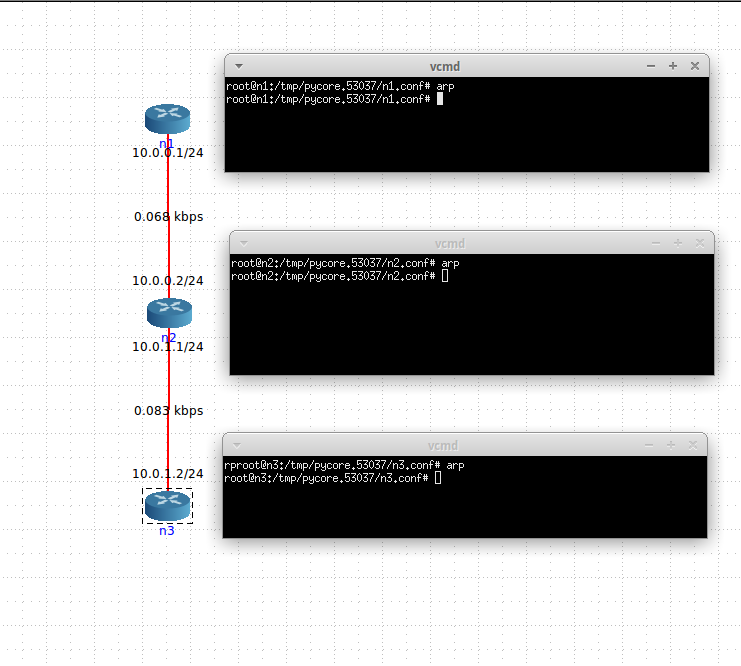 vcmd
root@n1:/tmp/pycore.53037/n1.conf# arp
root@n1:/tmp/pycore.53037/n1.conf#
n1
10.0.0.1/24
0.068 kbps
vcmd
root@n2:/tmp/pycore.53037/n2.conf# arp
root@n2:/tmp/pycore.53037/n2.conf#
10.0.0.2/24
n2
10.0.1.1/24
0.083 kbps
vcmd
rproot@n3:/tmp/pycore.53037/n3.conf# arp
root@n3:/tmp/pycore.53037/n3.conf#
10.0.1.2/24
n3